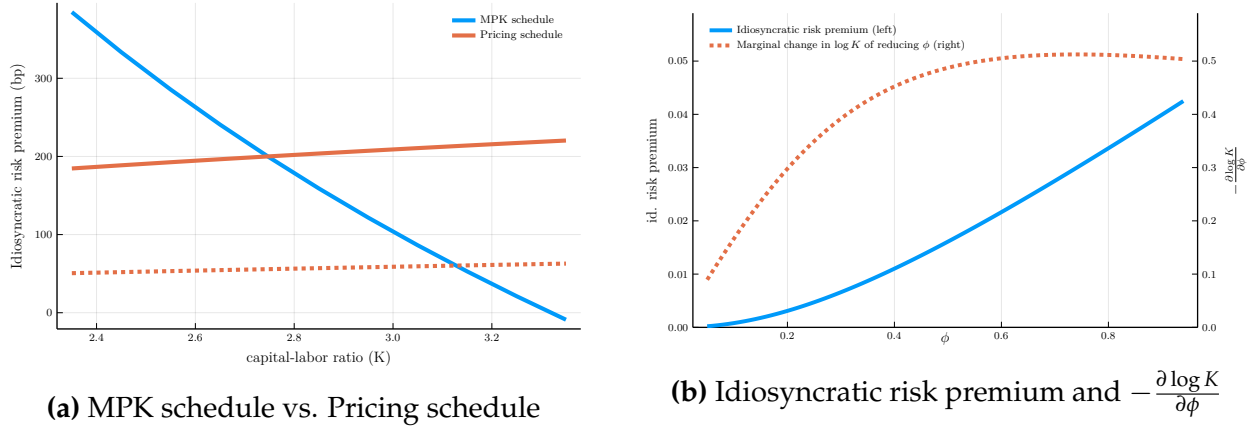 MPK schedule
Pricing schedule
Idiosyncratic risk premium (bp)
300
200
100
0
2.4
2.6
2.8
3.0
3.2
capital-labor ratio (K)
(a) MPK schedule vs. Pricing schedule
Idiosyncratic risk premium (left)
Marginal change in log K of reducing ϕ (right)
id. risk premium
0.05
0.04
0.03
0.02
0.01
0.00
0.2
0.4
0.6
0.8
ϕ
0.5
0.4
0.3
0.2
0.1
0.0
−∂ log K/∂ϕ
(b) Idiosyncratic risk premium and −∂ log K/∂ϕ